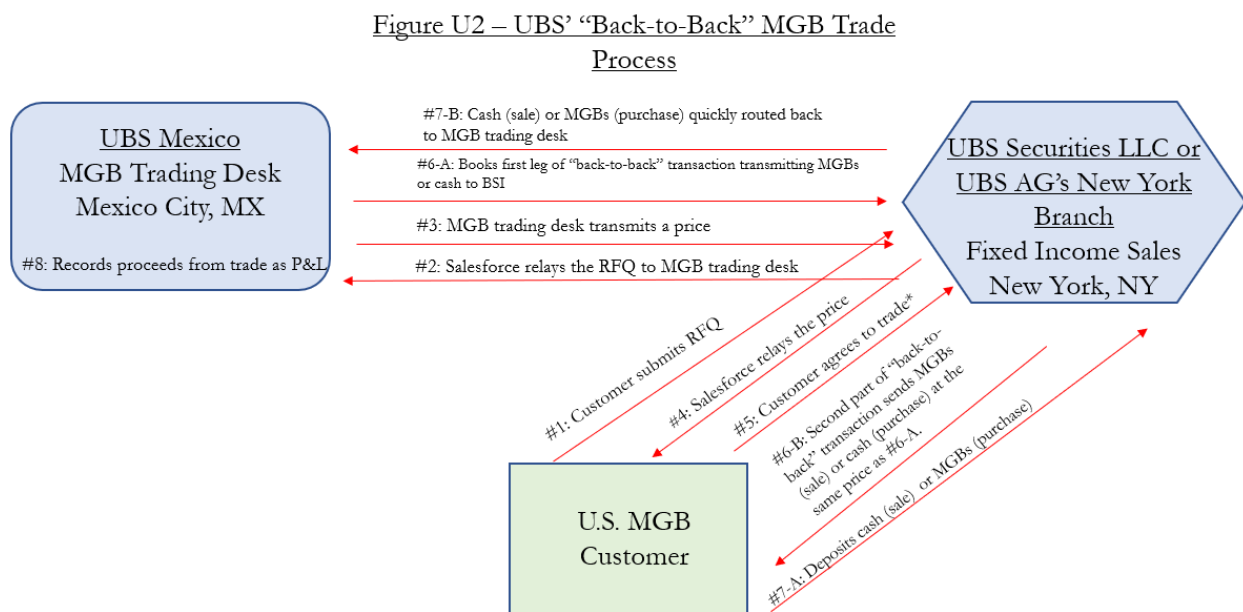 Figure U2 – UBS’ “Back-to-Back” MGB Trade
Process
UBS Mexico
MGB Trading Desk
Mexico City, MX
#8: Records proceeds from trade as P&L
#7-B: Cash (sale) or MGBs (purchase) quickly routed back
to MGB trading desk
#6-A: Books first leg of “back-to-back” transaction transmitting MGBs
or cash to BSI
#3: MGB trading desk transmits a price
#2: Salesforce relays the RFQ to MGB trading desk
UBS Securities LLC or
UBS AG’s New York
Branch
Fixed Income Sales
New York, NY
#1: Customer submits RFQ
#4: Salesforce relays the price
#5: Customer agrees to trade*
#6-B: Second part of “back-to-
back” transaction sends MGBs
(sale) or cash (purchase) at the
same price as #6-A.
#7-A: Deposits cash (sale) or MGBs (purchase)
U.S. MGB
Customer